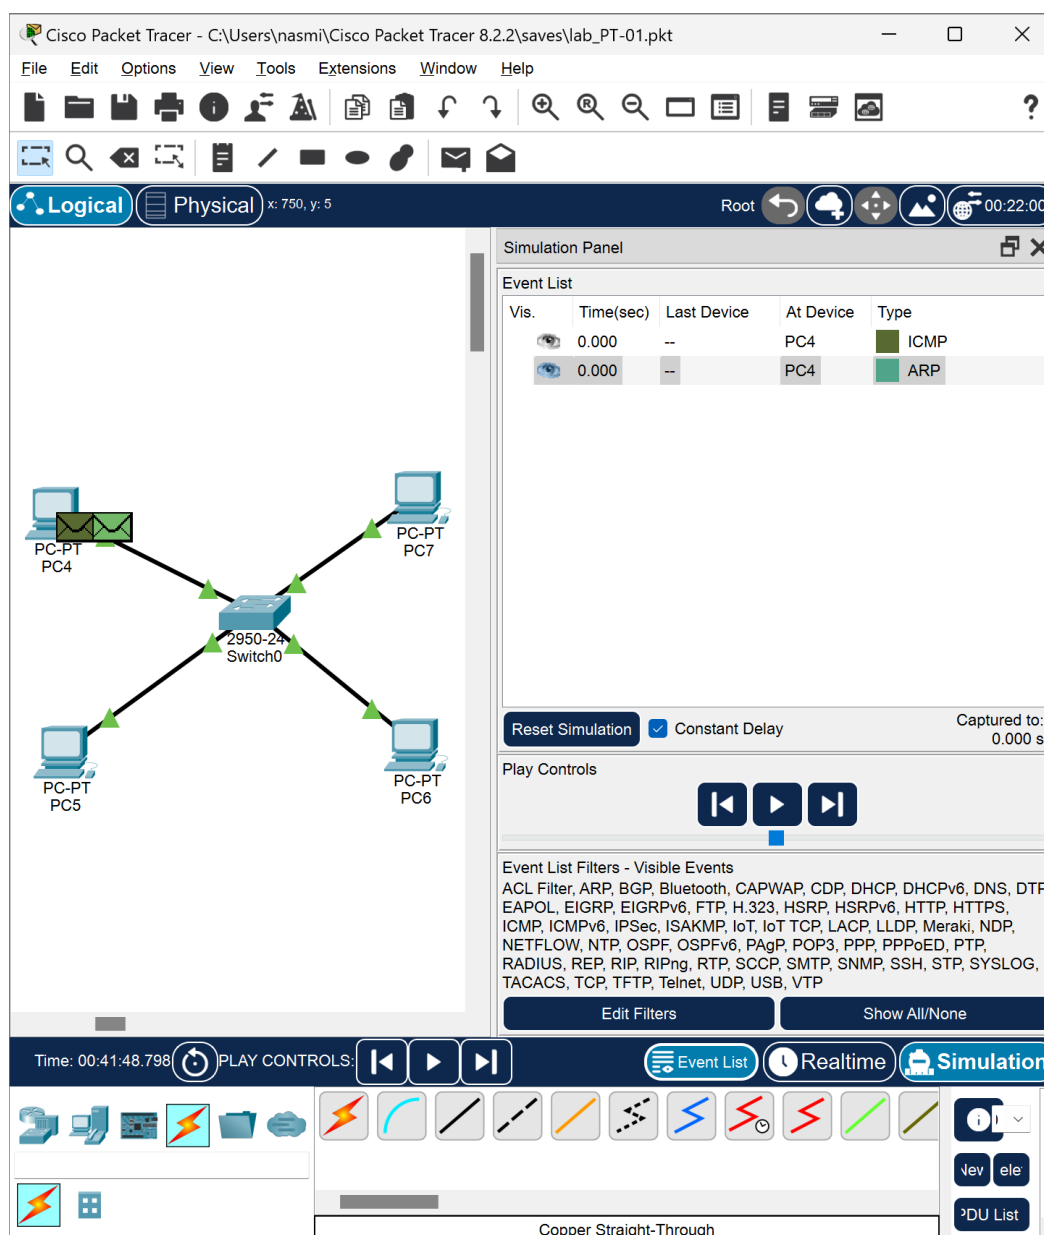 Cisco Packet Tracer - C:\Users\nasmi\Cisco Packet Tracer 8.2.2\saves\lab_PT-01.pkt
File Edit Options View Tools Extensions Window Help
Logical Physical x: 750, y: 5 Root 00:22:00
Simulation Panel
Event List
Vis. Time(sec) Last Device At Device Type
0.000 -- PC4 ICMP
0.000 -- PC4 ARP
PC-PT
PC4
PC-PT
PC7
2950-24
Switch0
PC-PT
PC5
PC-PT
PC6
Reset Simulation Constant Delay Captured to:
0.000 s
Play Controls
Event List Filters - Visible Events
ACL Filter, ARP, BGP, Bluetooth, CAPWAP, CDP, DHCP, DHCPv6, DNS, DTP
EAPOL, EIGRP, EIGRPv6, FTP, H.323, HSRP, HSRPv6, HTTP, HTTPS,
ICMP, ICMPv6, IPSec, ISAKMP, IoT, IoT TCP, LACP, LLDP, Meraki, NDP,
NETFLOW, NTP, OSPF, OSPFv6, PAgP, POP3, PPP, PPPoED, PTP,
RADIUS, REP, RIP, RIPng, RTP, SCCP, SMTP, SNMP, SSH, STP, SYSLOG,
TACACS, TCP, TFTP, Telnet, UDP, USB, VTP
Edit Filters Show All/None
Time: 00:41:48.798 PLAY CONTROLS: Event List Realtime Simulation
PDU List
Copper Straight-Through